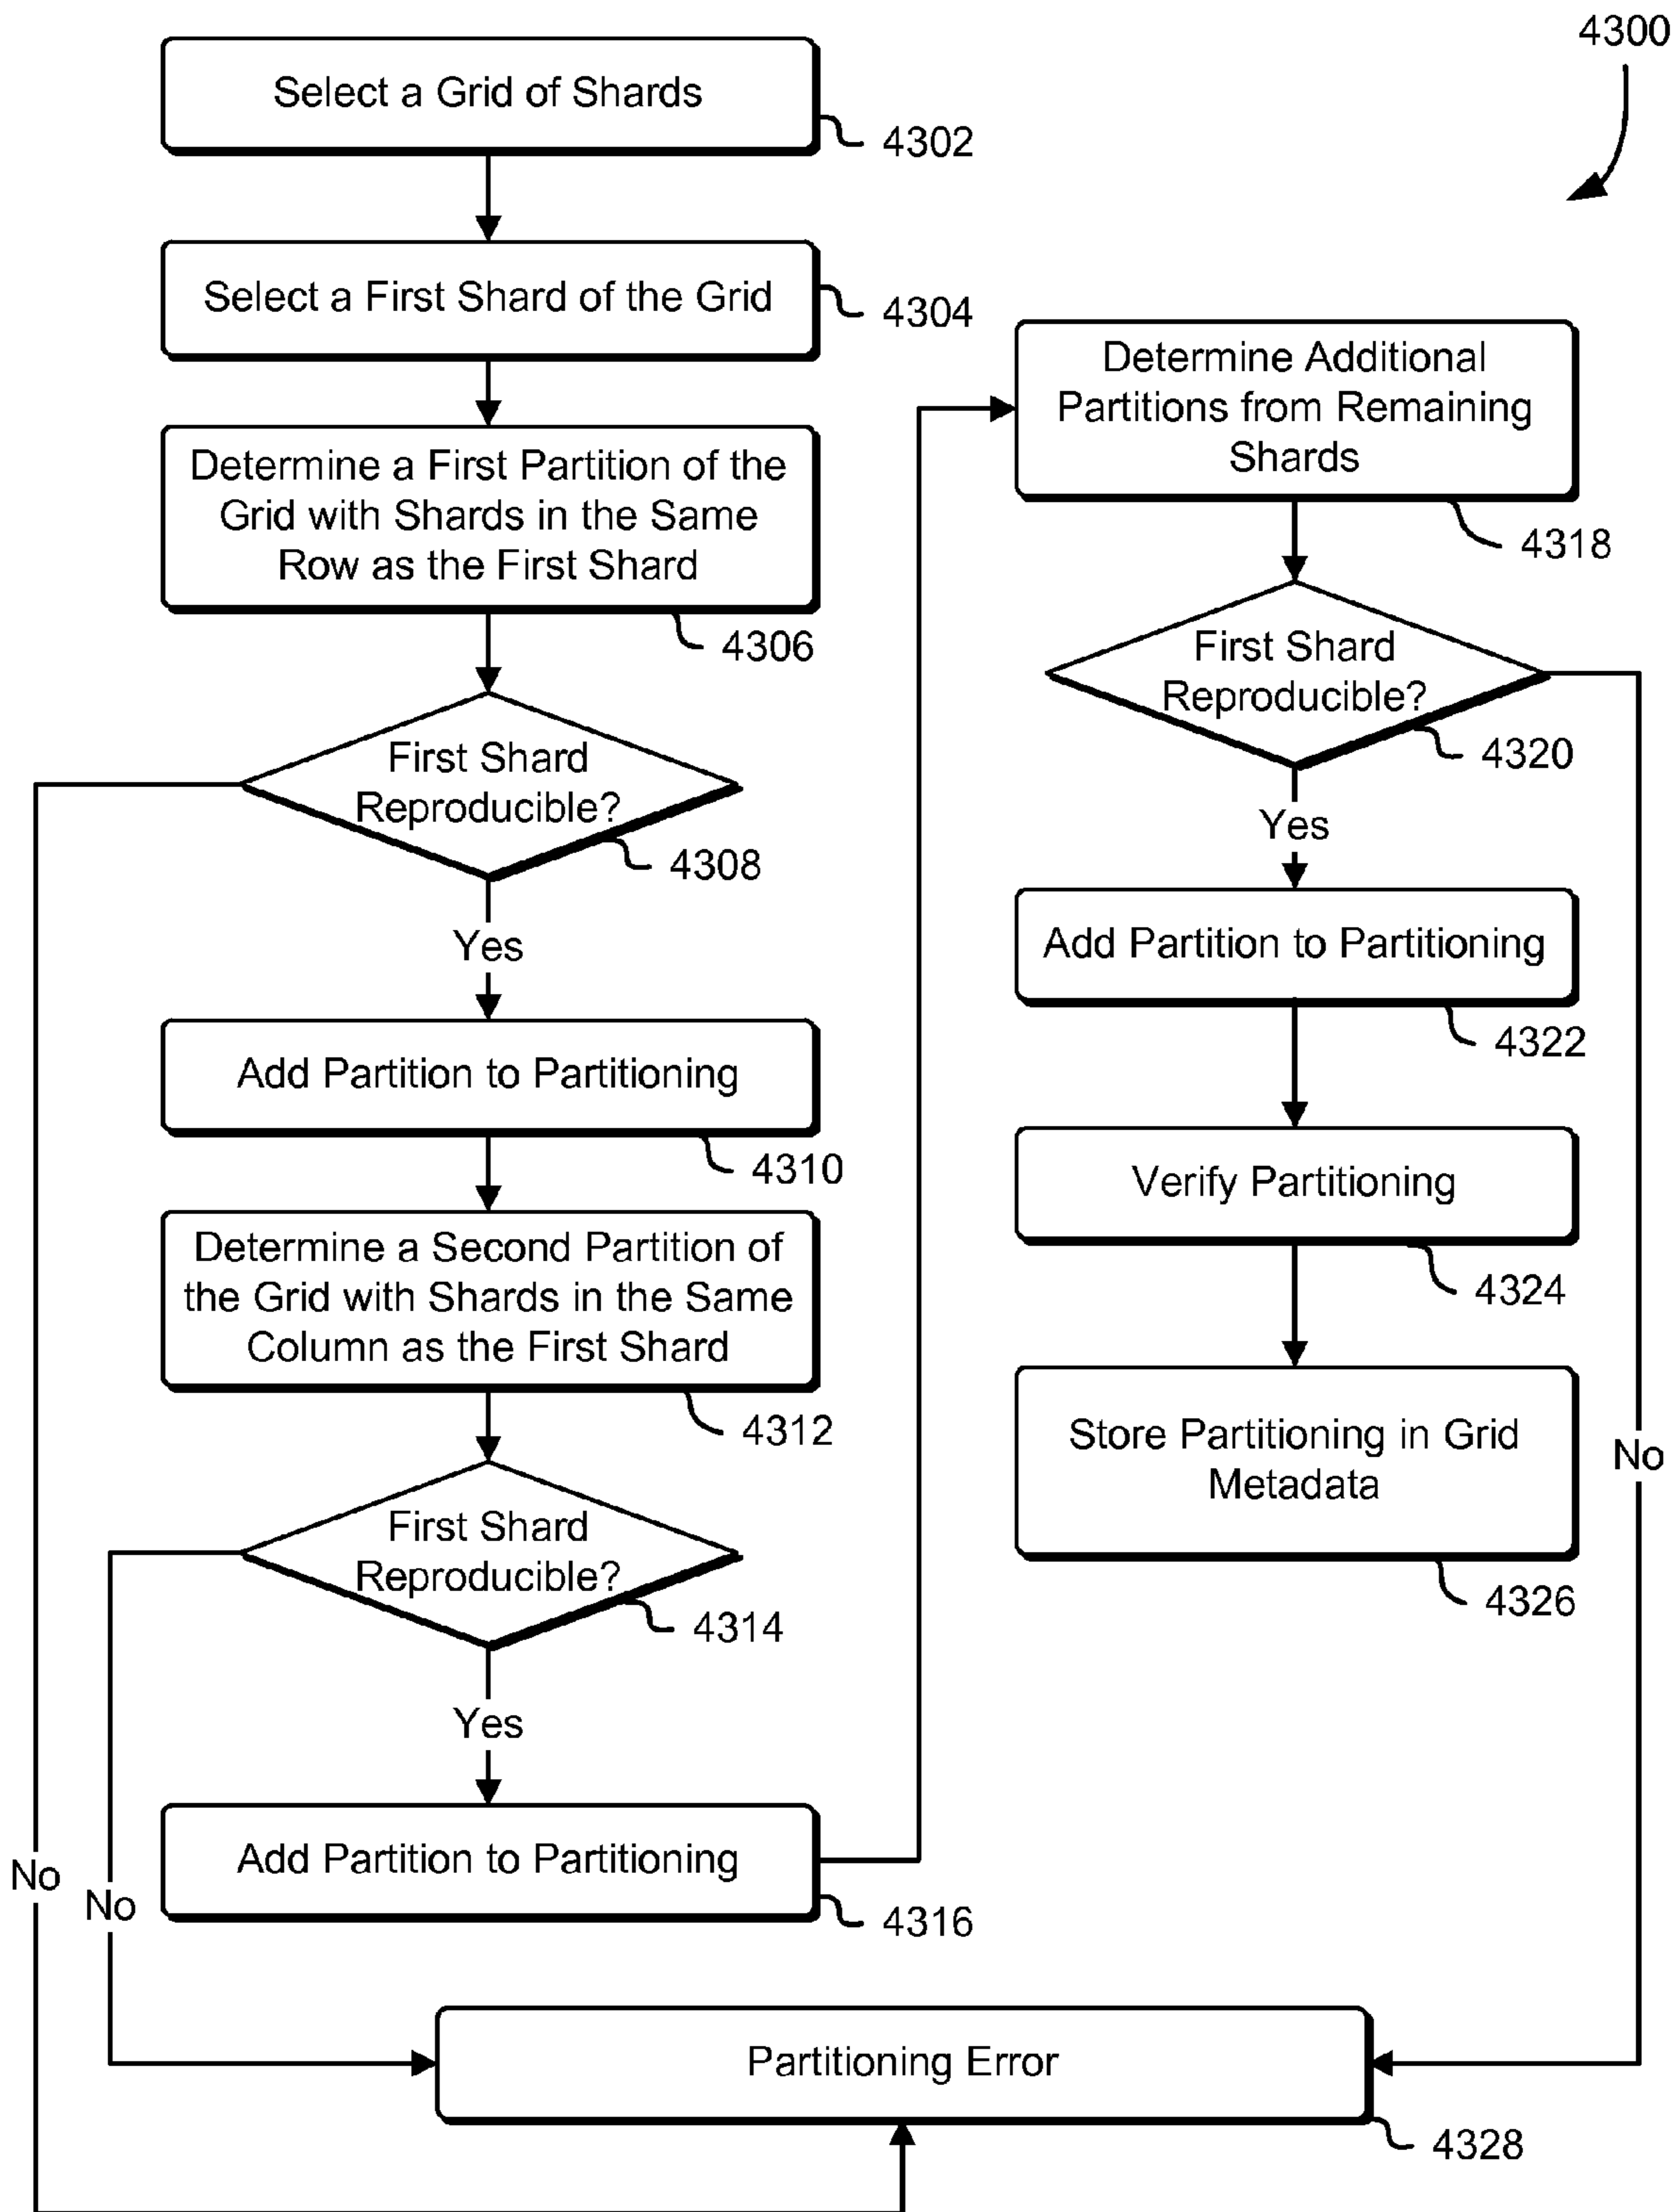 4300
Select a Grid of Shards
4302
Select a First Shard of the Grid
4304
Determine a First Partition of the
Grid with Shards in the Same
Row as the First Shard
4306
First Shard
Reproducible?
4308
Yes
No
Add Partition to Partitioning
4310
Determine a Second Partition of
the Grid with Shards in the Same
Column as the First Shard
4312
First Shard
Reproducible?
4314
Yes
No
Add Partition to Partitioning
4316
Determine Additional
Partitions from Remaining
Shards
4318
First Shard
Reproducible?
4320
Yes
No
Add Partition to Partitioning
4322
Verify Partitioning
4324
Store Partitioning in Grid
Metadata
4326
Partitioning Error
4328